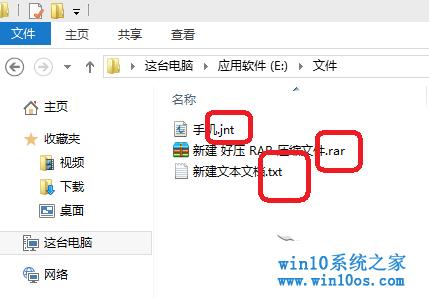 文件
主页
共享
查看
这台电脑 ▸ 应用软件 (E:) ▸ 文件
主页
收藏夹
视频
下载
桌面
这台电脑
网络
名称
手机.jnt
新建 好压 RAR 压缩文件.rar
新建文本文档.txt
win10系统之家
www.win10os.com